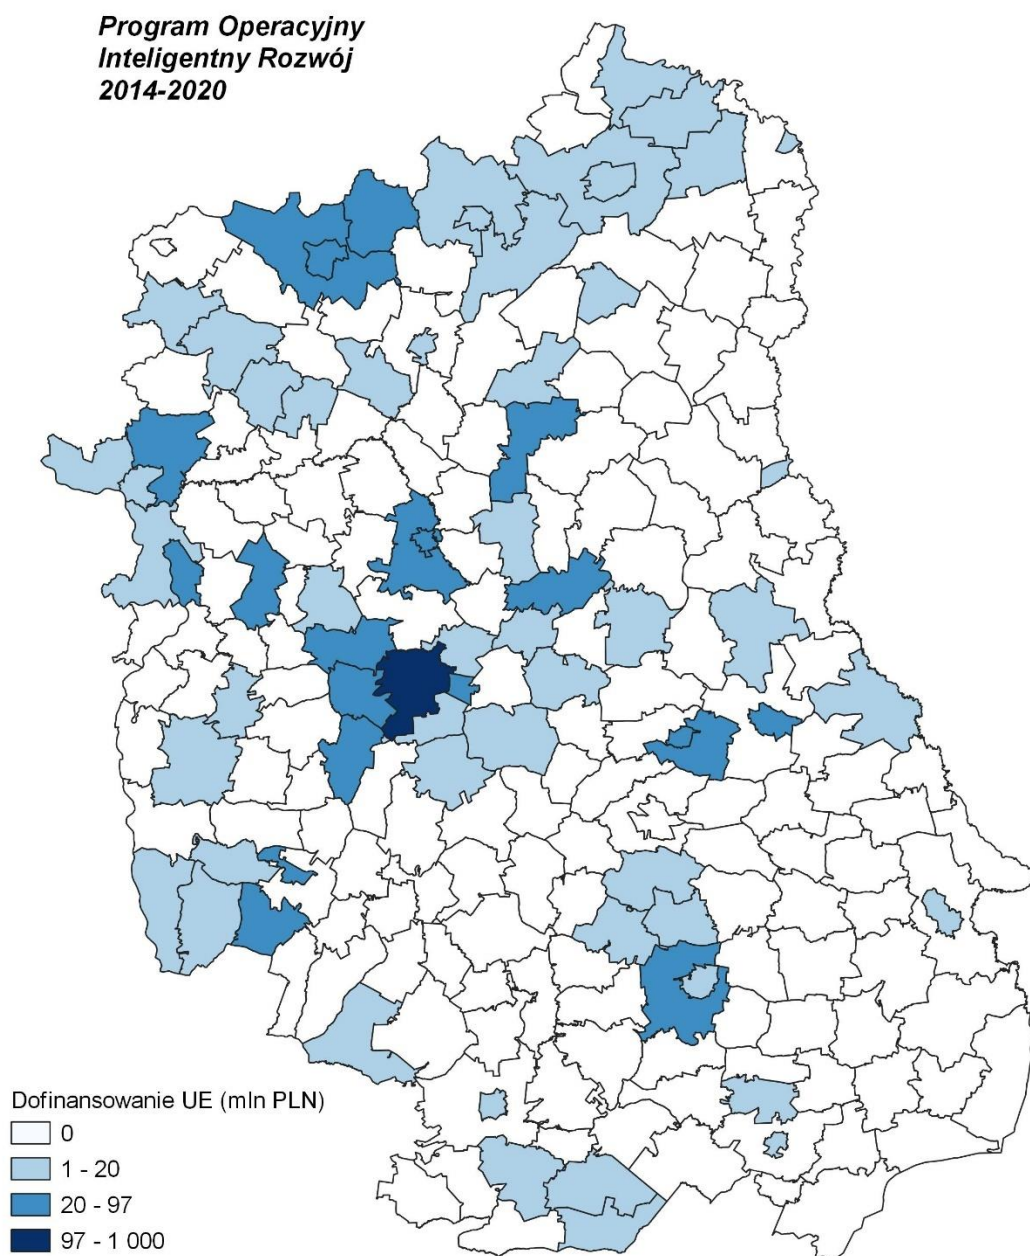 Program Operacyjny
Inteligentny Rozwój
2014-2020
Dofinansowanie UE (mln PLN)
0
1 - 20
20 - 97
97 - 1 000